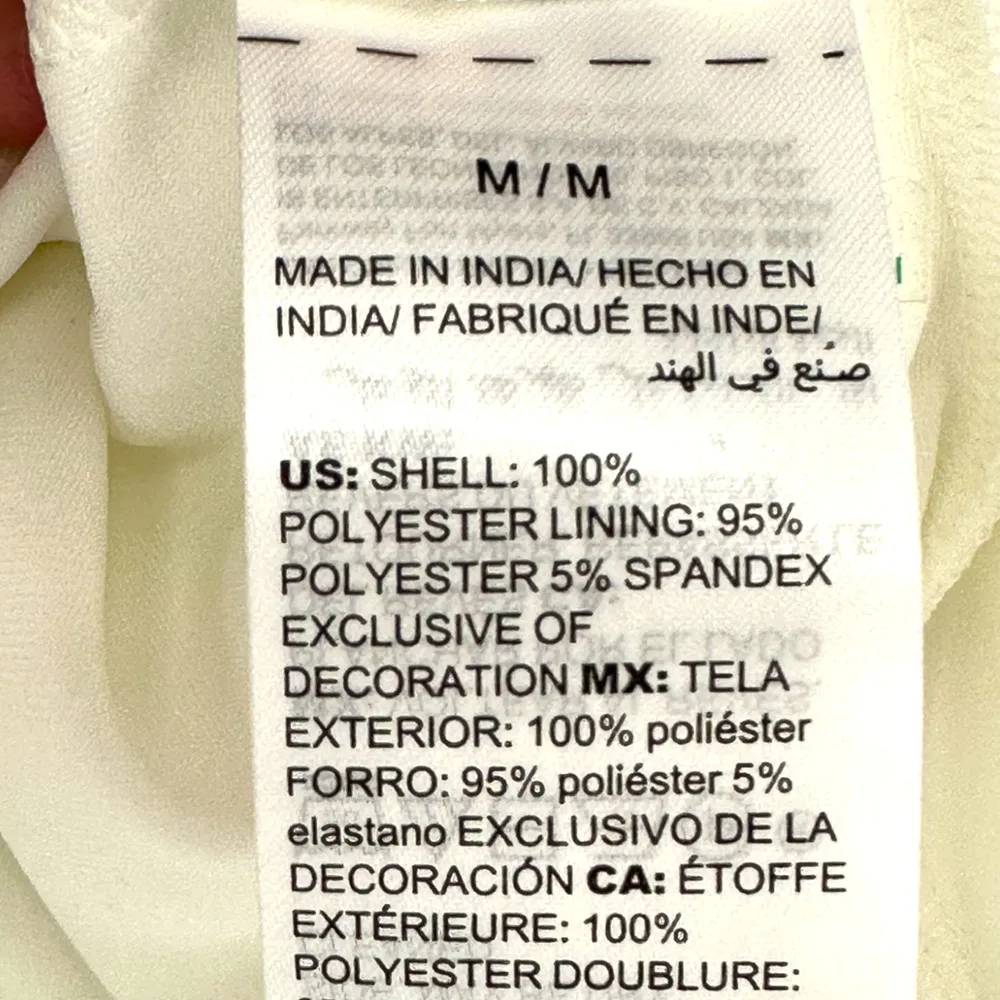 M / M
MADE IN INDIA/ HECHO EN
INDIA/ FABRIQUÉ EN INDE/
صُنع في الهند
US: SHELL: 100%
POLYESTER LINING: 95%
POLYESTER 5% SPANDEX
EXCLUSIVE OF
DECORATION MX: TELA
EXTERIOR: 100% poliéster
FORRO: 95% poliéster 5%
elastano EXCLUSIVO DE LA
DECORACIÓN CA: ÉTOFFE
EXTÉRIEURE: 100%
POLYESTER DOUBLURE: